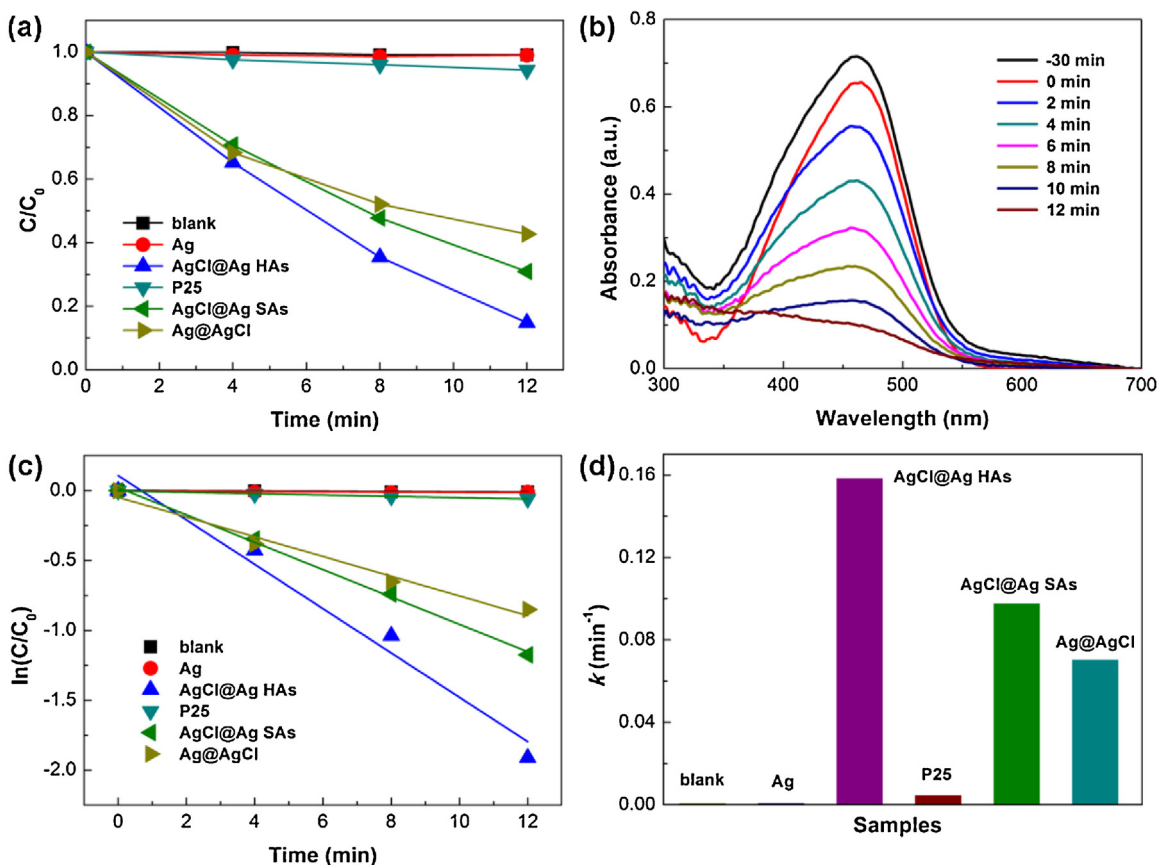 (a)
1.0
0.8
0.6
0.4
0.2
0.0
C/C0
blank
Ag
AgCl@Ag HAs
P25
AgCl@Ag SAs
Ag@AgCl
0 2 4 6 8 10 12
Time (min)
(b)
0.8
0.6
0.4
0.2
0.0
Absorbance (a.u.)
-30 min
0 min
2 min
4 min
6 min
8 min
10 min
12 min
300 400 500 600 700
Wavelength (nm)
(c)
0.0
-0.5
-1.0
-1.5
-2.0
ln(C/C0)
blank
Ag
AgCl@Ag HAs
P25
AgCl@Ag SAs
Ag@AgCl
0 2 4 6 8 10 12
Time (min)
(d)
0.16
0.12
0.08
0.04
0.00
k (min-1)
AgCl@Ag HAs
AgCl@Ag SAs
Ag@AgCl
blank
Ag
P25
Samples